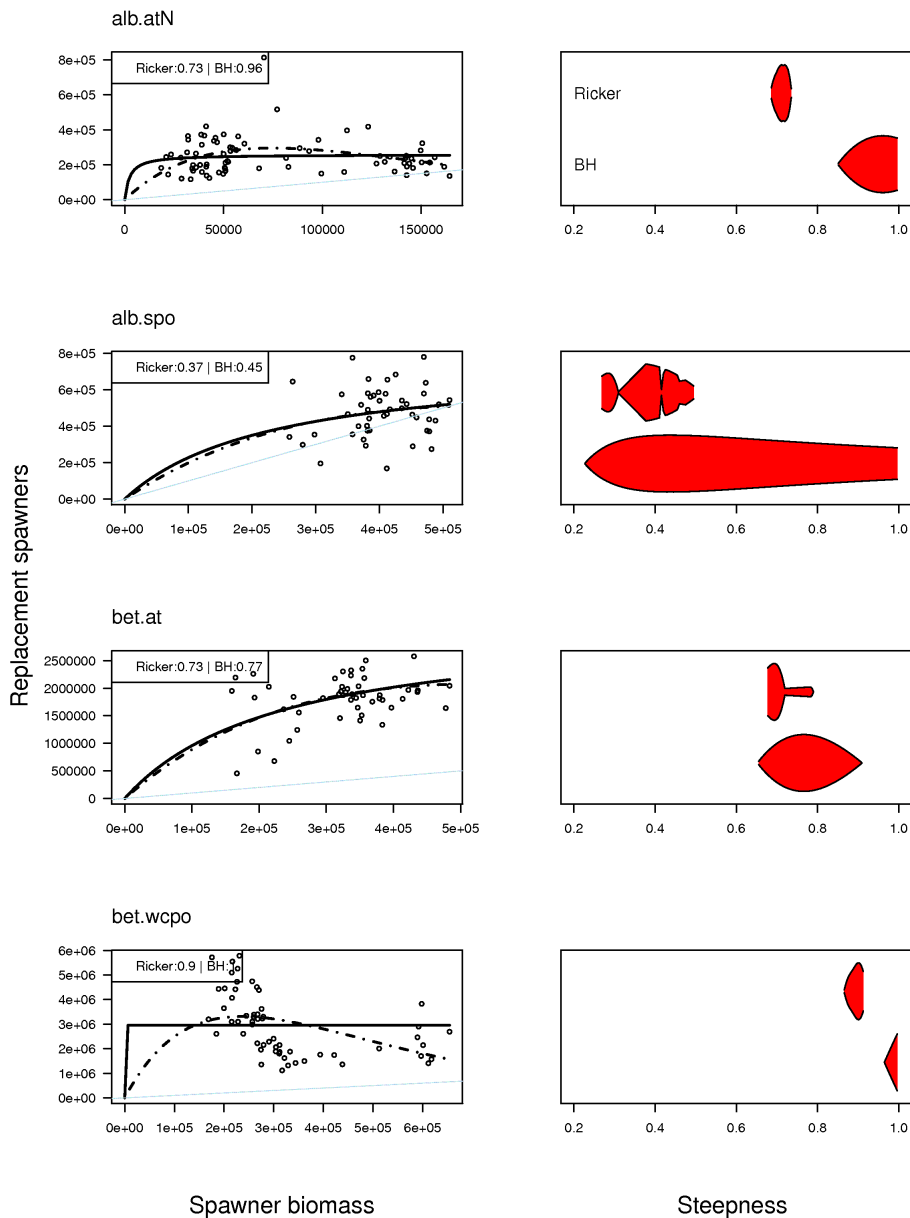 alb.atN
8e+05
6e+05
4e+05
2e+05
0e+00
Ricker:0.73 | BH:0.96
0 50000 100000 150000
Ricker
BH
0.2 0.4 0.6 0.8 1.0
alb.spo
8e+05
6e+05
4e+05
2e+05
0e+00
Ricker:0.37 | BH:0.45
0e+00 1e+05 2e+05 3e+05 4e+05 5e+05
0.2 0.4 0.6 0.8 1.0
Replacement spawners
bet.at
2500000
2000000
1500000
1000000
500000
0
Ricker:0.73 | BH:0.77
0e+00 1e+05 2e+05 3e+05 4e+05 5e+05
0.2 0.4 0.6 0.8 1.0
bet.wcpo
6e+06
5e+06
4e+06
3e+06
2e+06
1e+06
0e+00
Ricker:0.9 | BH:1
0e+00 1e+05 2e+05 3e+05 4e+05 5e+05 6e+05
0.2 0.4 0.6 0.8 1.0
Spawner biomass
Steepness